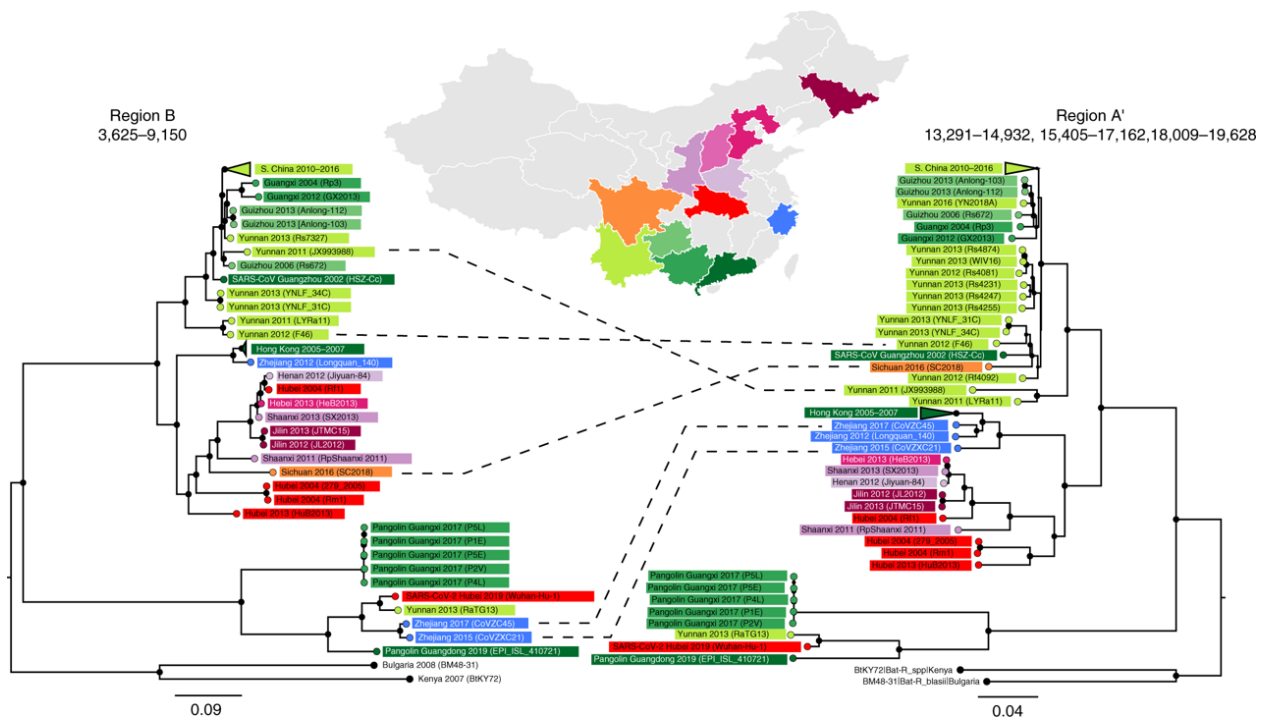 Region B
3,625–9,150
S. China 2010–2016
Guangxi 2004 (Rp3)
Guangxi 2012 (GX2013)
Guizhou 2013 (Anlong-112)
Guizhou 2013 [Anlong-103)
Yunnan 2013 (Rs7327)
Yunnan 2011 (JX993988)
Guizhou 2006 (Rs672)
SARS-CoV Guangzhou 2002 (HSZ-Cc)
Yunnan 2013 (YNLF_34C)
Yunnan 2013 (YNLF_31C)
Yunnan 2011 (LYRa11)
Yunnan 2012 (F46)
Hong Kong 2005–2007
Zhejiang 2012 (Longquan_140)
Henan 2012 (Jiyuan-84)
Hubei 2004 (Rf1)
Hebei 2013 (HeB2013)
Shaanxi 2013 (SX2013)
Jilin 2013 (JTMC15)
Jilin 2012 (JL2012)
Shaanxi 2011 (RpShaanxi 2011)
Sichuan 2016 (SC2018)
Hubei 2004 (279_2005)
Hubei 2004 (Rm1)
Hubei 2013 (HuB2013)
Pangolin Guangxi 2017 (P5L)
Pangolin Guangxi 2017 (P1E)
Pangolin Guangxi 2017 (P5E)
Pangolin Guangxi 2017 (P2V)
Pangolin Guangxi 2017 (P4L)
SARS-CoV-2 Hubei 2019 (Wuhan-Hu-1)
Yunnan 2013 (RaTG13)
Zhejiang 2017 (CoVZC45)
Zhejiang 2015 (CoVZXC21)
Pangolin Guangdong 2019 (EPI_ISL_410721)
Bulgaria 2008 (BM48-31)
Kenya 2007 (BtKY72)
0.09
Region A'
13,291–14,932, 15,405–17,162,18,009–19,628
S. China 2010–2016
Guizhou 2013 (Anlong-103)
Guizhou 2013 (Anlong-112)
Yunnan 2016 (YN2018A)
Guizhou 2006 (Rs672)
Guangxi 2004 (Rp3)
Guangxi 2012 (GX2013)
Yunnan 2013 (Rs4874)
Yunnan 2013 (WIV16)
Yunnan 2012 (Rs4081)
Yunnan 2013 (Rs4231)
Yunnan 2013 (Rs4247)
Yunnan 2013 (Rs4255)
Yunnan 2013 (YNLF_31C)
Yunnan 2013 (YNLF_34C)
Yunnan 2012 (F46)
SARS-CoV Guangzhou 2002 (HSZ-Cc)
Sichuan 2016 (SC2018)
Yunnan 2012 (Rf4092)
Yunnan 2011 (JX993988)
Yunnan 2011 (LYRa11)
Hong Kong 2005–2007
Zhejiang 2017 (CoVZC45)
Zhejiang 2012 (Longquan_140)
Zhejiang 2015 (CoVZXC21)
Hebei 2013 (HeB2013)
Shaanxi 2013 (SX2013)
Henan 2012 (Jiyuan-84)
Jilin 2012 (JL2012)
Jilin 2013 (JTMC15)
Hubei 2004 (Rf1)
Shaanxi 2011 (RpShaanxi 2011)
Hubei 2004 (279_2005)
Hubei 2004 (Rm1)
Hubei 2013 (HuB2013)
Pangolin Guangxi 2017 (P5L)
Pangolin Guangxi 2017 (P5E)
Pangolin Guangxi 2017 (P4L)
Pangolin Guangxi 2017 (P1E)
Pangolin Guangxi 2017 (P2V)
Yunnan 2013 (RaTG13)
SARS-CoV-2 Hubei 2019 (Wuhan-Hu-1)
Pangolin Guangdong 2019 (EPI_ISL_410721)
BtKY72|Bat-R_spp|Kenya
BM48-31|Bat-R_blasii|Bulgaria
0.04